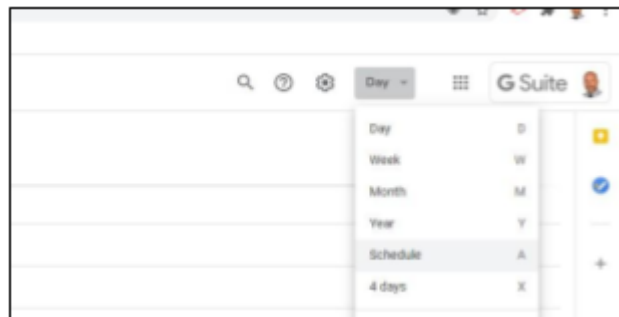 Day
G Suite
Day D
Week W
Month M
Year Y
Schedule A
4 days X